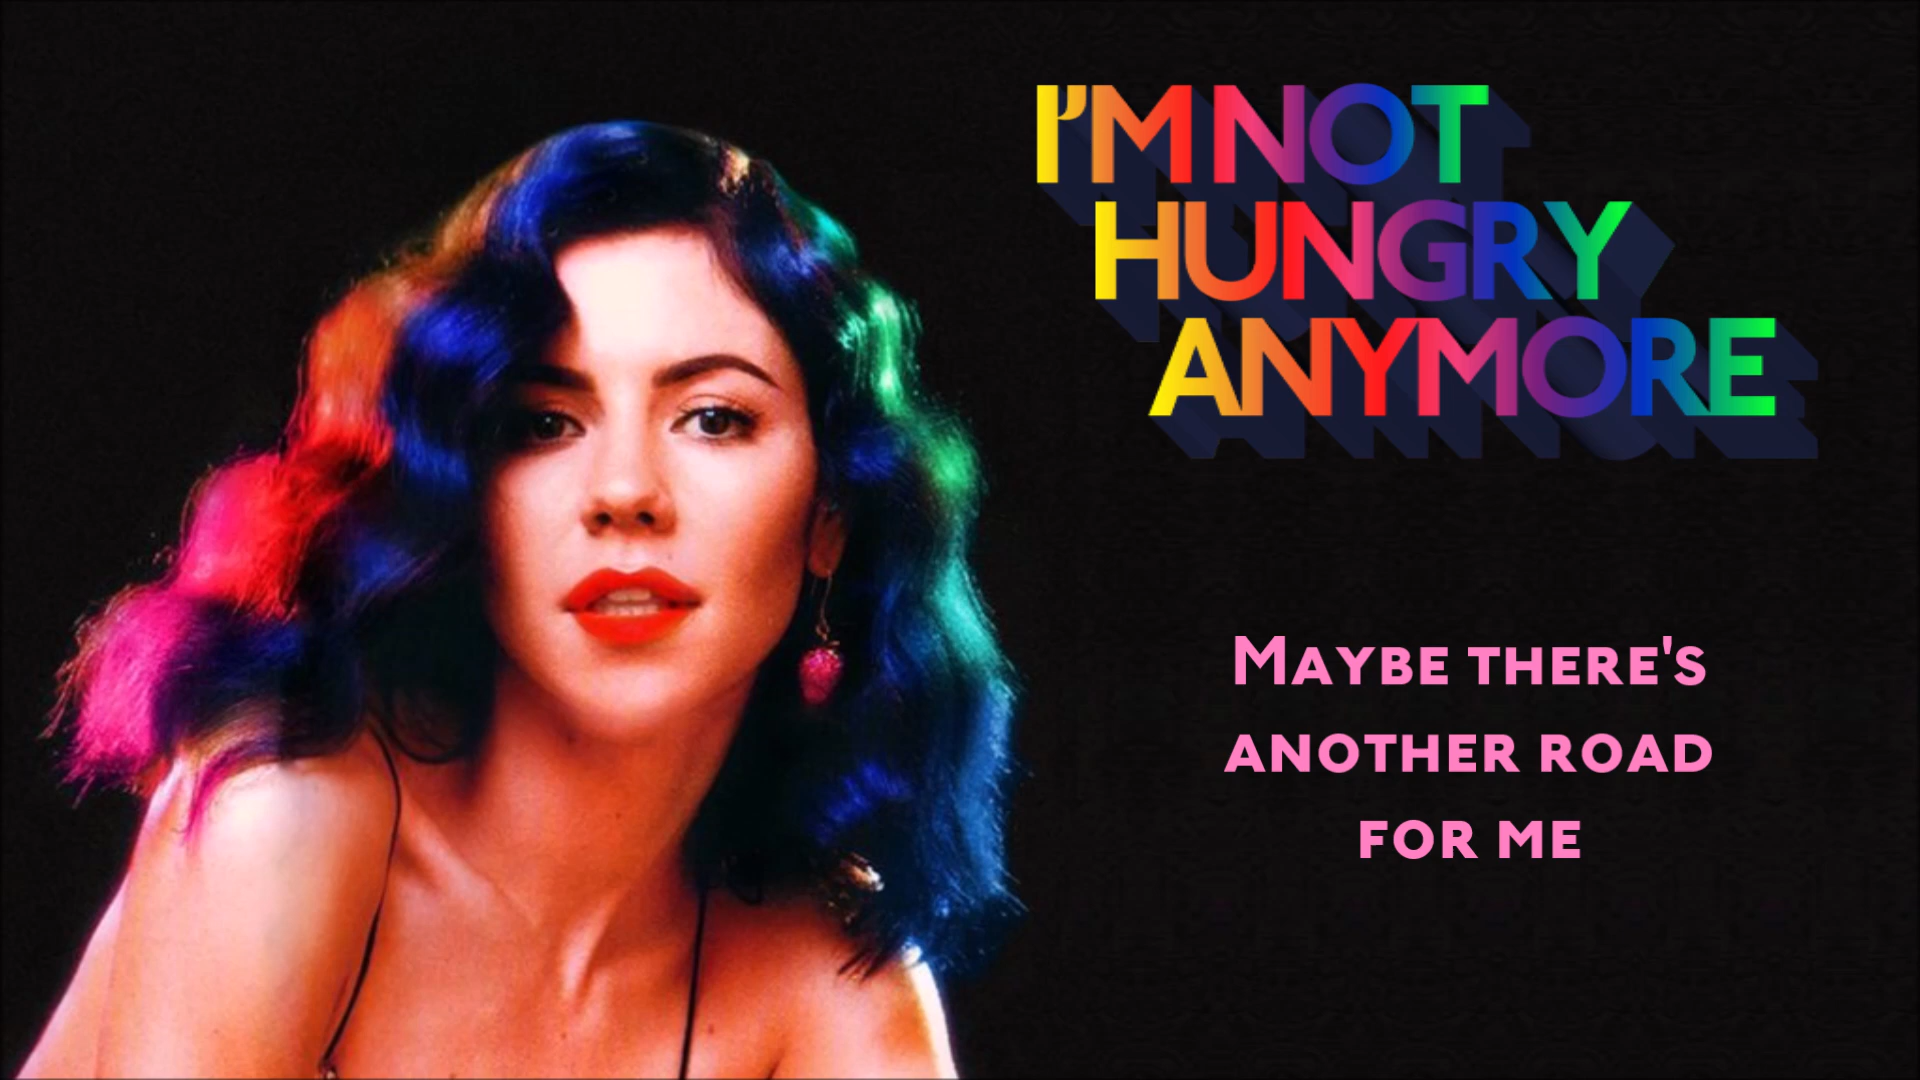 I'M NOT
HUNGRY
ANYMORE
MAYBE THERE'S
ANOTHER ROAD
FOR ME